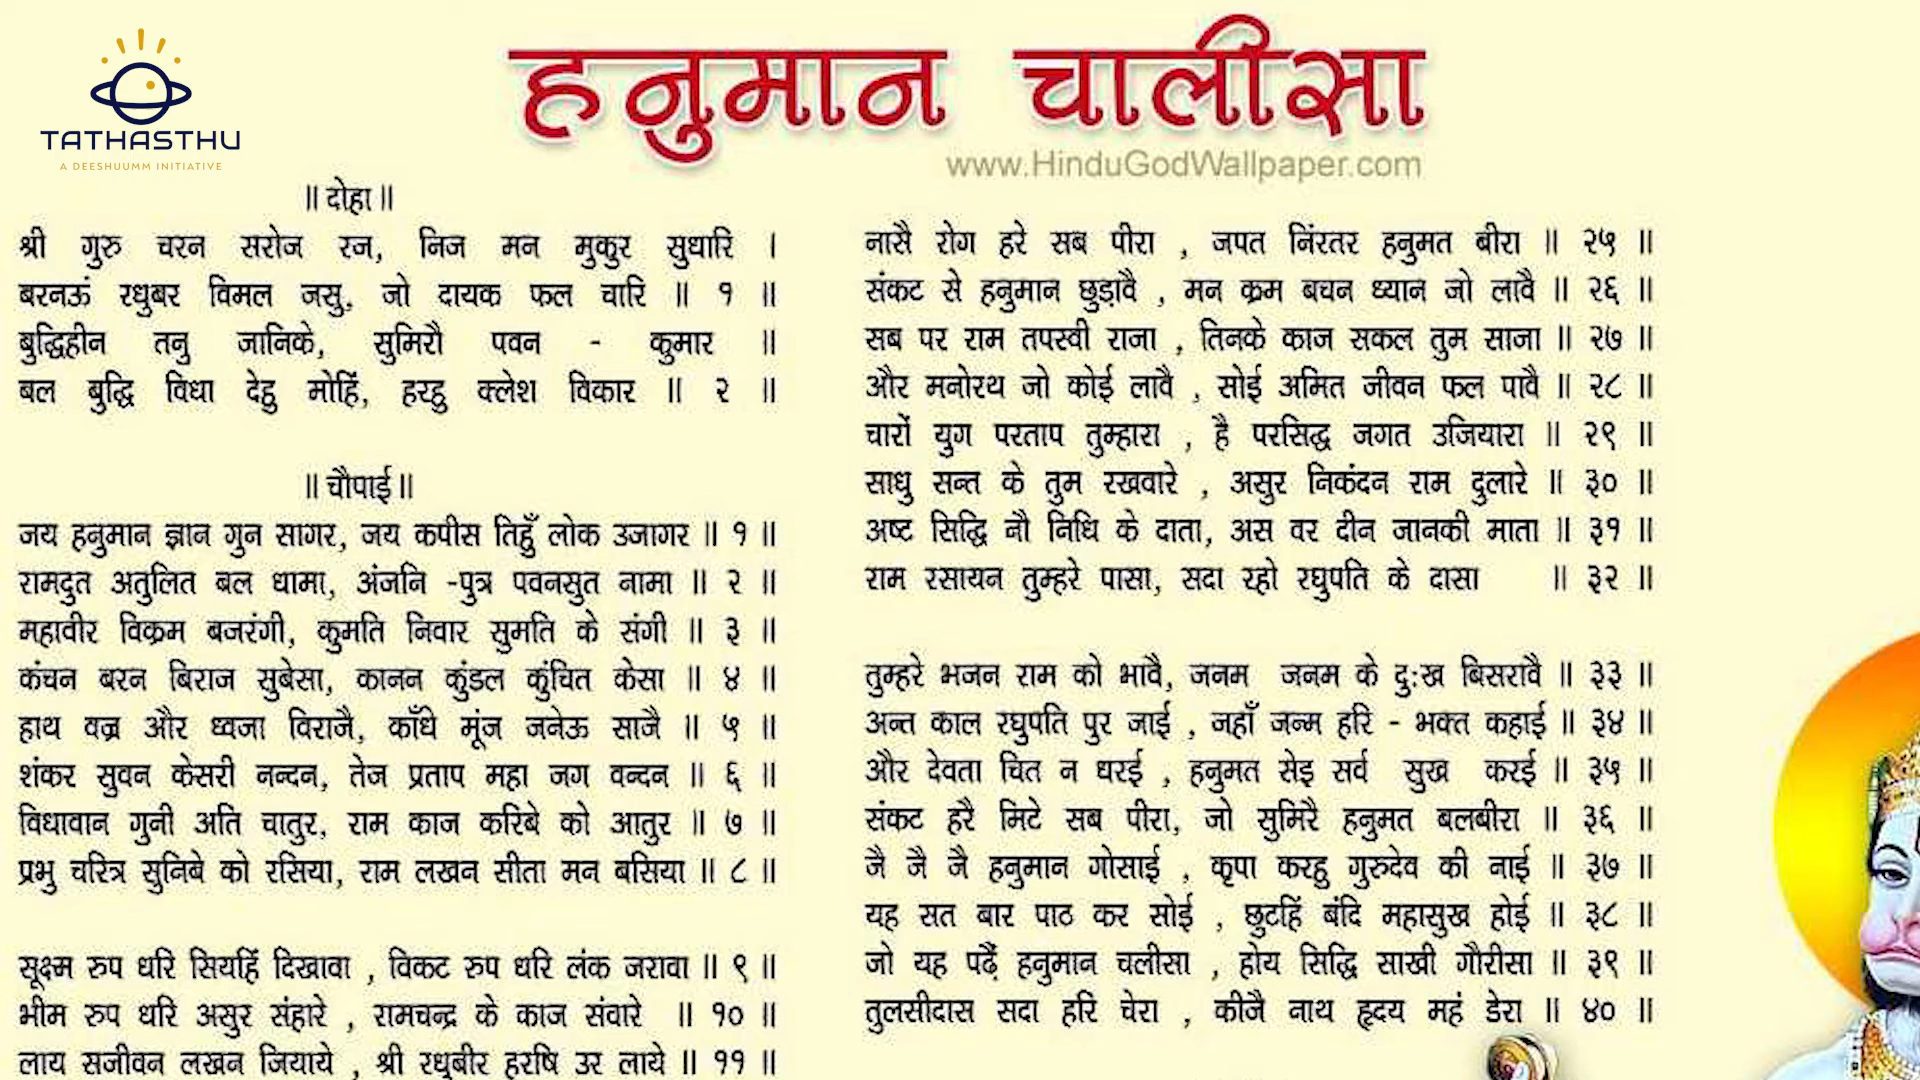 TATHASTHU
A DEESHUUMM INITIATIVE
हनुमान चालीसा
www.HinduGodWallpaper.com
॥ दोहा ॥
श्री गुरु चरन सरोज रज, निज मन मुकुर सुधारि ।
बरनऊं रधुबर विमल जसु, जो दायक फल चारि ॥ १ ॥
बुद्धिहीन तनु जानिके, सुमिरौ पवन - कुमार ॥
बल बुद्धि विधा देहु मोहिं, हरहु क्लेश विकार ॥ २ ॥
॥ चौपाई ॥
जय हनुमान ज्ञान गुन सागर, जय कपीस तिहुँ लोक उजागर ॥ १ ॥
रामदुत अतुलित बल धामा, अंजनि -पुत्र पवनसुत नामा ॥ २ ॥
महावीर विक्रम बजरंगी, कुमति निवार सुमति के संगी ॥ ३ ॥
कंचन बरन बिराज सुबेसा, कानन कुंडल कुंचित केसा ॥ ४ ॥
हाथ वज्र और ध्वजा विराजै, काँधे मूंज जनेऊ साजै ॥ ५ ॥
शंकर सुवन केसरी नन्दन, तेज प्रताप महा जग वन्दन ॥ ६ ॥
विधावान गुनी अति चातुर, राम काज करिबे को आतुर ॥ ७ ॥
प्रभु चरित्र सुनिबे को रसिया, राम लखन सीता मन बसिया ॥ ८ ॥
सूक्ष्म रुप धरि सियहिं दिखावा , विकट रुप धरि लंक जरावा ॥ ९ ॥
भीम रुप धरि असुर संहारे , रामचन्द्र के काज संवारे ॥ १० ॥
लाय सजीवन लखन जियाये , श्री रधुबीर हरषि उर लाये ॥ ११ ॥
नासै रोग हरे सब पीरा , जपत निंरतर हनुमत बीरा ॥ २५ ॥
संकट से हनुमान छुड़ावै , मन क्रम बचन ध्यान जो लावै ॥ २६ ॥
सब पर राम तपस्वी राजा , तिनके काज सकल तुम साजा ॥ २७ ॥
और मनोरथ जो कोई लावै , सोई अमित जीवन फल पावै ॥ २८ ॥
चारों युग परताप तुम्हारा , है परसिद्ध जगत उजियारा ॥ २९ ॥
साधु सन्त के तुम रखवारे , असुर निकंदन राम दुलारे ॥ ३० ॥
अष्ट सिद्धि नौ निधि के दाता, अस वर दीन जानकी माता ॥ ३१ ॥
राम रसायन तुम्हरे पासा, सदा रहो रघुपति के दासा ॥ ३२ ॥
तुम्हरे भजन राम को भावै, जनम जनम के दुःख बिसरावै ॥ ३३ ॥
अन्त काल रघुपति पुर जाई , जहाँ जन्म हरि - भक्त कहाई ॥ ३४ ॥
और देवता चित न धरई , हनुमत सेइ सर्व सुख करई ॥ ३५ ॥
संकट हरै मिटे सब पीरा, जो सुमिरै हनुमत बलबीरा ॥ ३६ ॥
जै जै जै हनुमान गोसाई , कृपा करहु गुरुदेव की नाई ॥ ३७ ॥
यह सत बार पाठ कर सोई , छुटहिं बंदि महासुख होई ॥ ३८ ॥
जो यह पढ़ैं हनुमान चलीसा , होय सिद्धि साखी गौरीसा ॥ ३९ ॥
तुलसीदास सदा हरि चेरा , कीजै नाथ हृदय महं डेरा ॥ ४० ॥